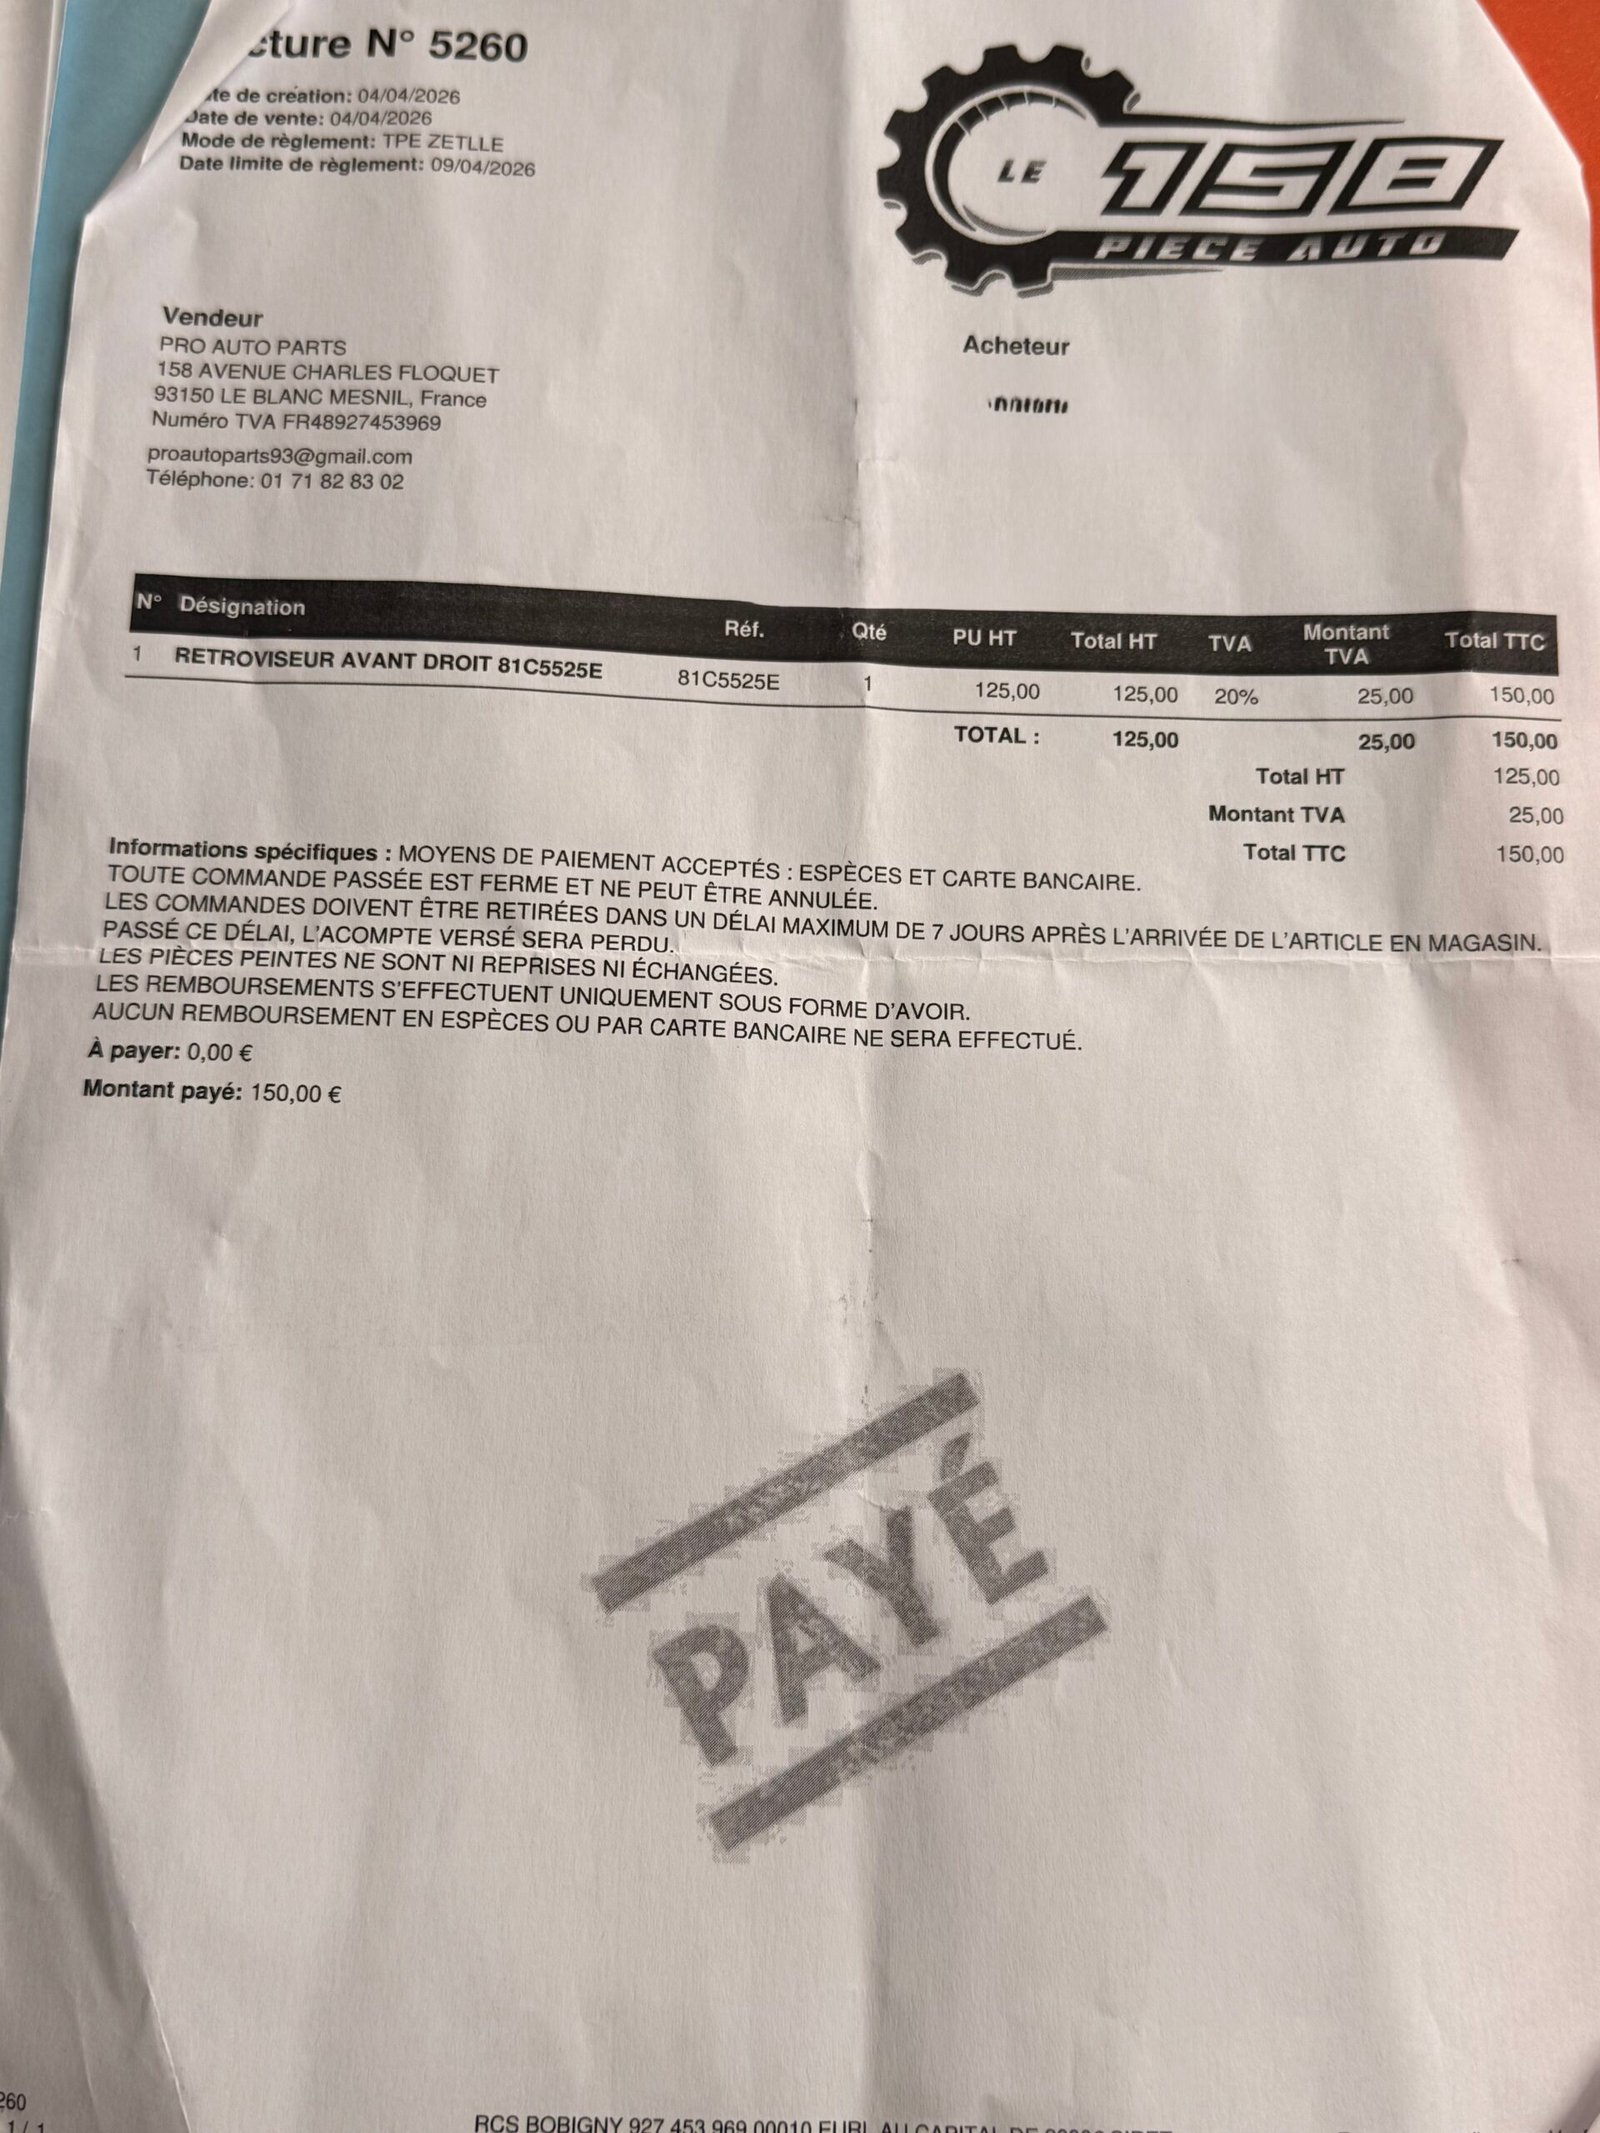 cture N° 5260
te de création: 04/04/2026
Date de vente: 04/04/2026
Mode de règlement: TPE ZETLLE
Date limite de règlement: 09/04/2026
LE 158
PIECE AUTO
Vendeur
PRO AUTO PARTS
158 AVENUE CHARLES FLOQUET
93150 LE BLANC MESNIL, France
Numéro TVA FR48927453969
proautoparts93@gmail.com
Téléphone: 01 71 82 83 02
Acheteur
N° Désignation Réf. Qté PU HT Total HT TVA Montant TVA Total TTC
1 RETROVISEUR AVANT DROIT 81C5525E 81C5525E 1 125,00 125,00 20% 25,00 150,00
TOTAL : 125,00 25,00 150,00
Total HT 125,00
Montant TVA 25,00
Total TTC 150,00
Informations spécifiques : MOYENS DE PAIEMENT ACCEPTÉS : ESPÈCES ET CARTE BANCAIRE.
TOUTE COMMANDE PASSÉE EST FERME ET NE PEUT ÊTRE ANNULÉE.
LES COMMANDES DOIVENT ÊTRE RETIRÉES DANS UN DÉLAI MAXIMUM DE 7 JOURS APRÈS L'ARRIVÉE DE L'ARTICLE EN MAGASIN.
PASSÉ CE DÉLAI, L'ACOMPTE VERSÉ SERA PERDU.
LES PIÈCES PEINTES NE SONT NI REPRISES NI ÉCHANGÉES.
LES REMBOURSEMENTS S'EFFECTUENT UNIQUEMENT SOUS FORME D'AVOIR.
AUCUN REMBOURSEMENT EN ESPÈCES OU PAR CARTE BANCAIRE NE SERA EFFECTUÉ.
À payer: 0,00 €
Montant payé: 150,00 €
PAYÉ
260
1 / 1
RCS BOBIGNY 927 453 969 00010 EURL AU CAPITAL DE